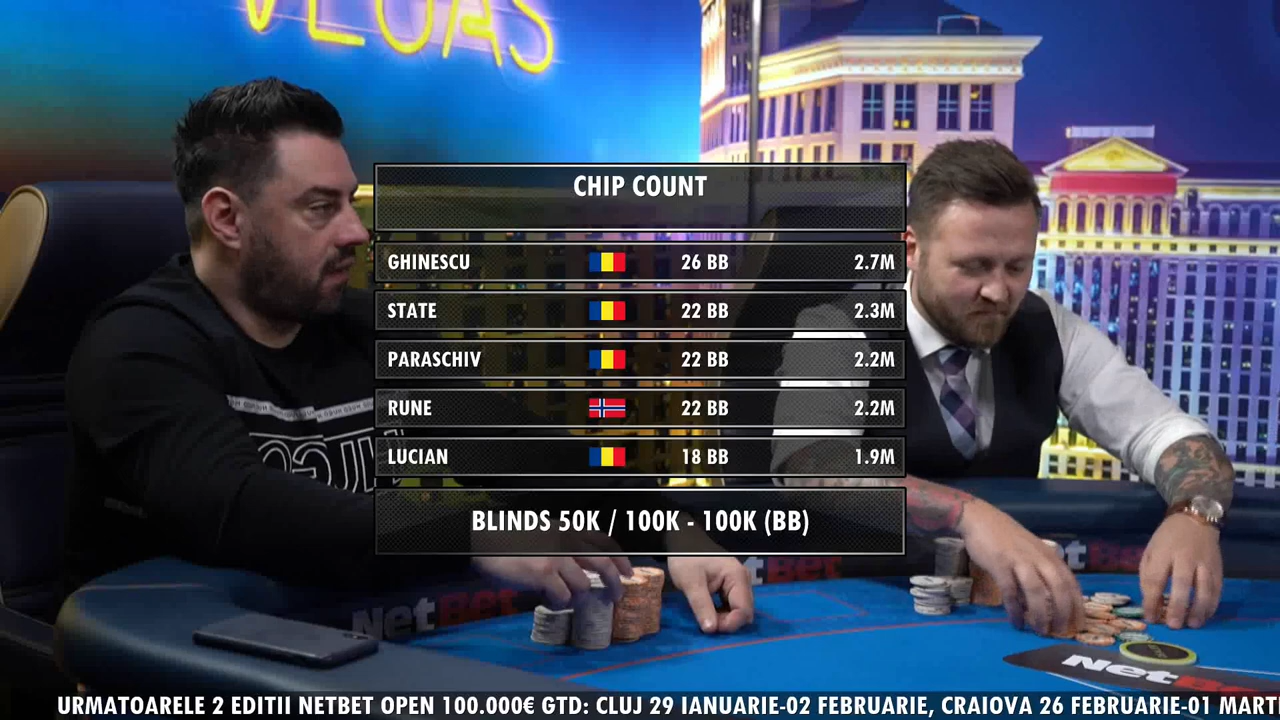 VEGAS
CHIP COUNT
GHINESCU 26 BB 2.7M
STATE 22 BB 2.3M
PARASCHIV 22 BB 2.2M
RUNE 22 BB 2.2M
LUCIAN 18 BB 1.9M
BLINDS 50K / 100K - 100K (BB)
NetBet
NetBet
URMATOARELE 2 EDITII NETBET OPEN 100.000€ GTD: CLUJ 29 IANUARIE-02 FEBRUARIE, CRAIOVA 26 FEBRUARIE-01 MART